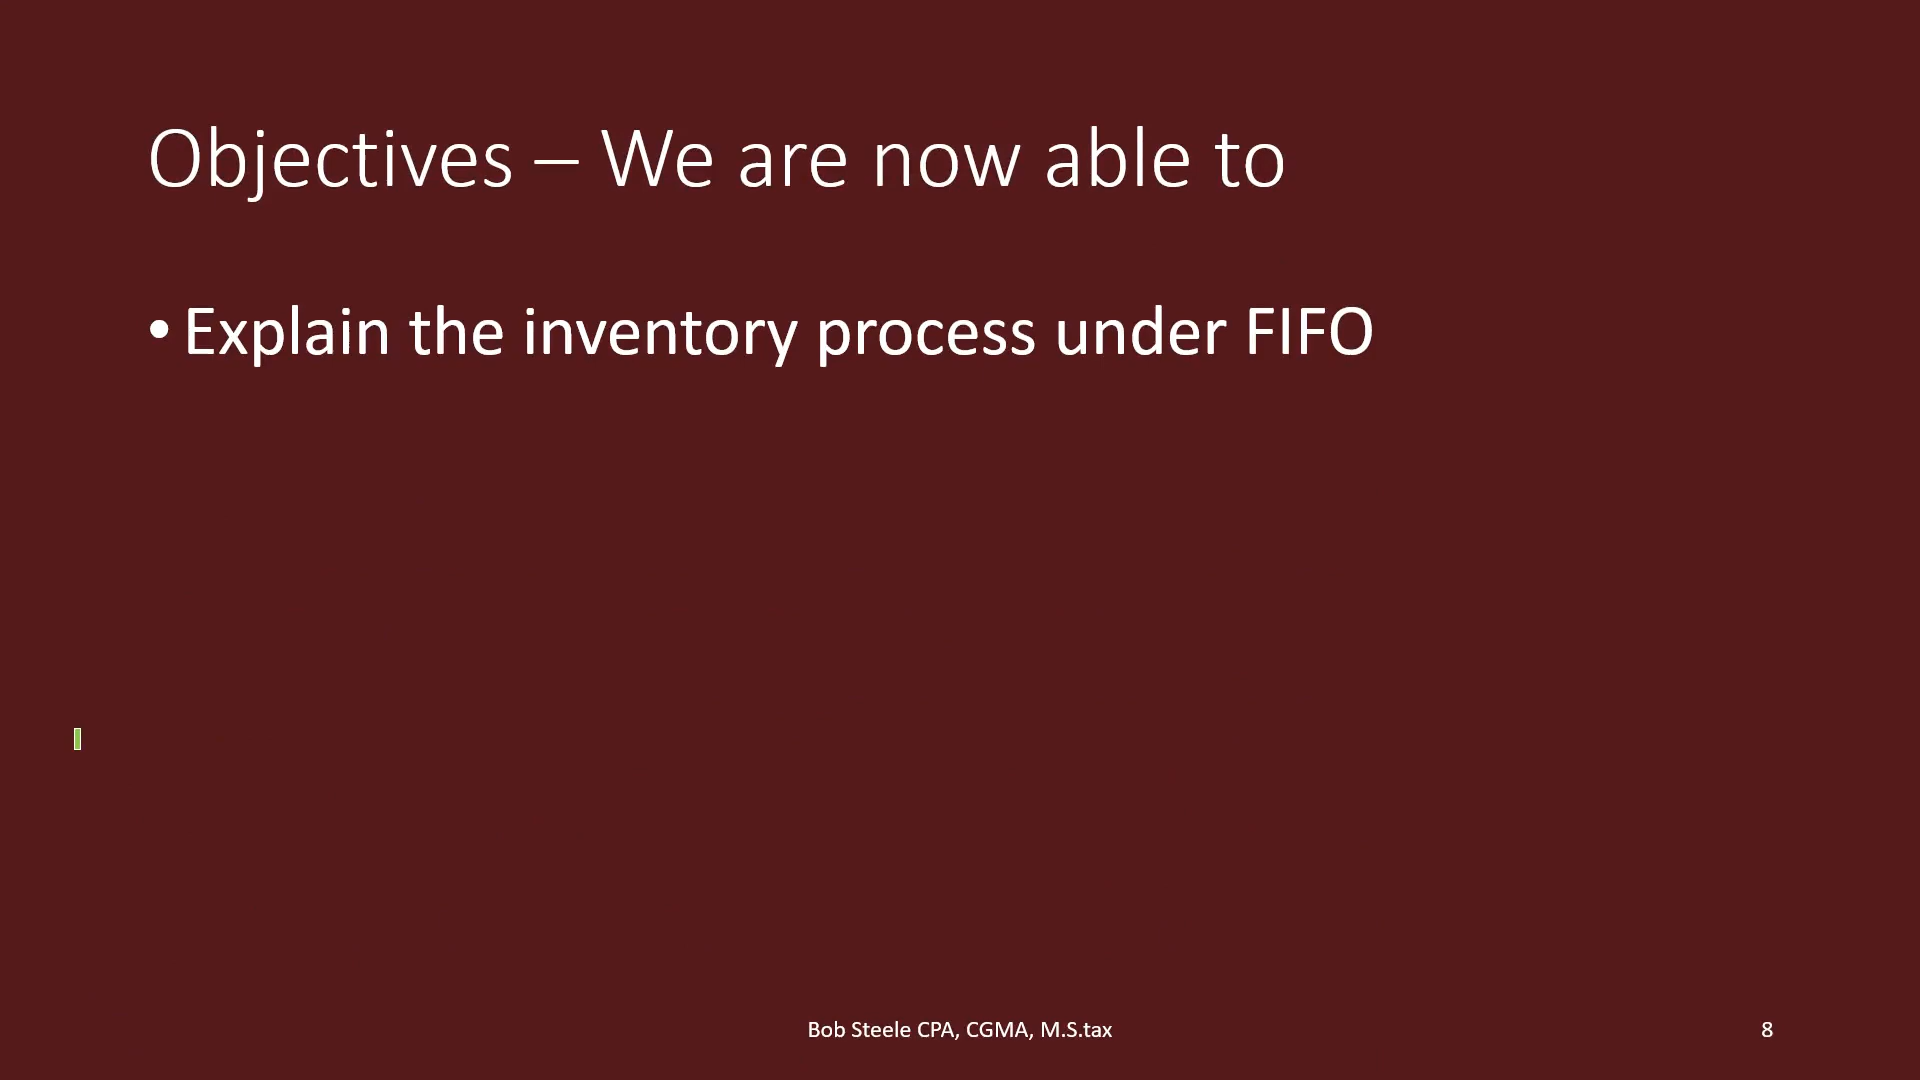 Objectives – We are now able to
• Explain the inventory process under FIFO
Bob Steele CPA, CGMA, M.S.tax
8